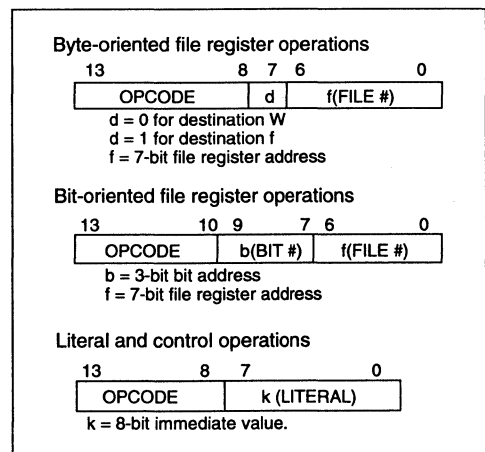 Byte-oriented file register operations
13 8 7 6 0
OPCODE d f(FILE #)
d = 0 for destination W
d = 1 for destination f
f = 7-bit file register address
Bit-oriented file register operations
13 10 9 7 6 0
OPCODE b(BIT #) f(FILE #)
b = 3-bit bit address
f = 7-bit file register address
Literal and control operations
13 8 7 0
OPCODE k (LITERAL)
k = 8-bit immediate value.